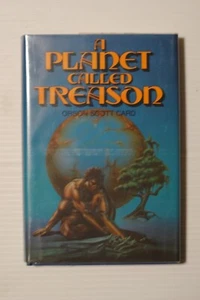 A
PLANET
CALLED
TREASON
ORSON SCOTT CARD